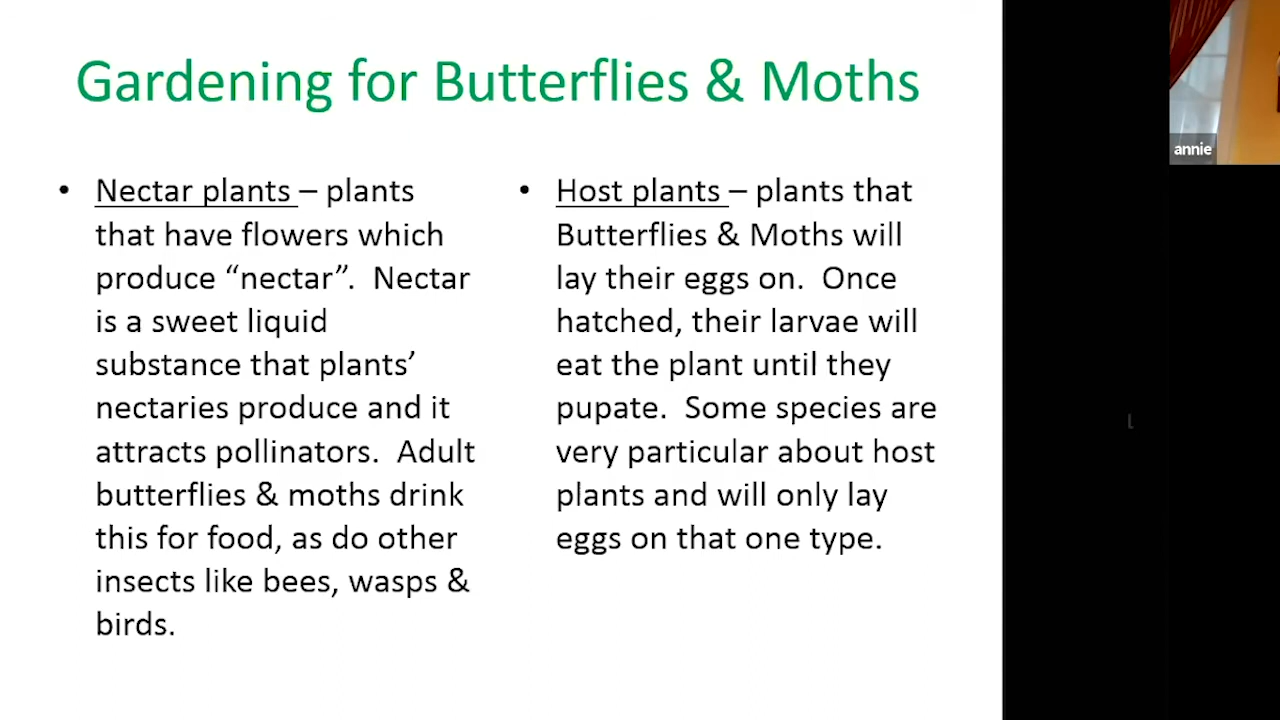 Gardening for Butterflies & Moths
• Nectar plants – plants
that have flowers which
produce “nectar”.  Nectar
is a sweet liquid
substance that plants’
nectaries produce and it
attracts pollinators.  Adult
butterflies & moths drink
this for food, as do other
insects like bees, wasps &
birds.
• Host plants – plants that
Butterflies & Moths will
lay their eggs on.  Once
hatched, their larvae will
eat the plant until they
pupate.  Some species are
very particular about host
plants and will only lay
eggs on that one type.
annie